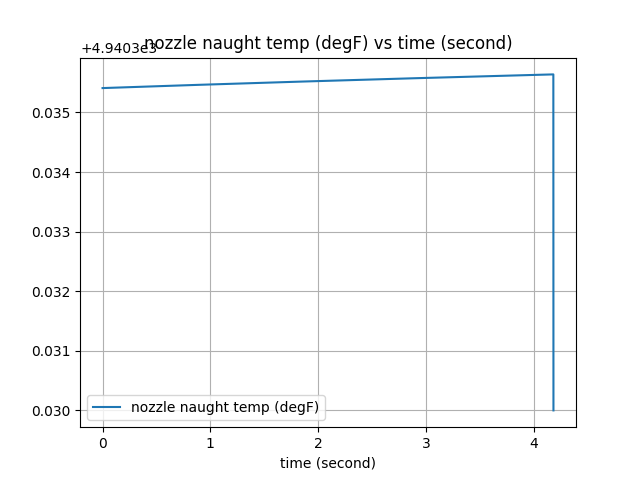 nozzle naught temp (degF) vs time (second)
+4.9403e3
0.035
0.034
0.033
0.032
0.031
0.030
nozzle naught temp (degF)
0 1 2 3 4
time (second)